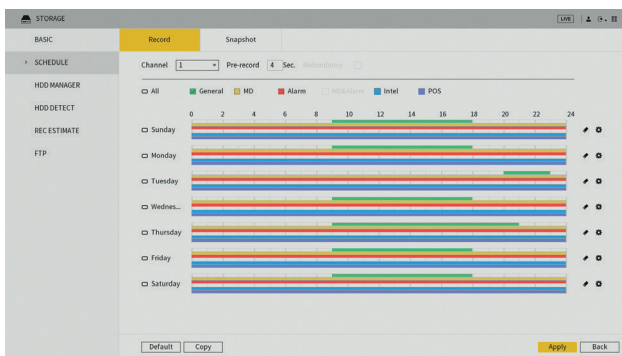 STORAGE
LIVE
BASIC
Record Snapshot
SCHEDULE
Channel 1 Pre-record 4 Sec. Redundancy
HDD MANAGER
All General MD Alarm MD&Alarm Intel POS
HDD DETECT
0 2 4 6 8 10 12 14 16 18 20 22 24
REC ESTIMATE
Sunday
FTP
Monday
Tuesday
Wednes...
Thursday
Friday
Saturday
Default Copy Apply Back